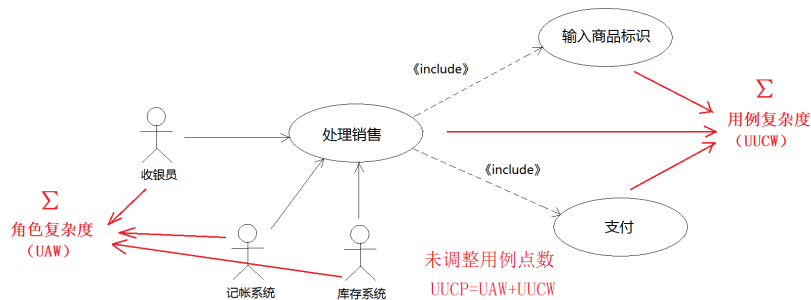 输入商品标识
《include》
Σ
用例复杂度
（UUCW）
处理销售
收银员
《include》
Σ
角色复杂度
（UAW）
支付
记帐系统
库存系统
未调整用例点数
UUCP=UAW+UUCW